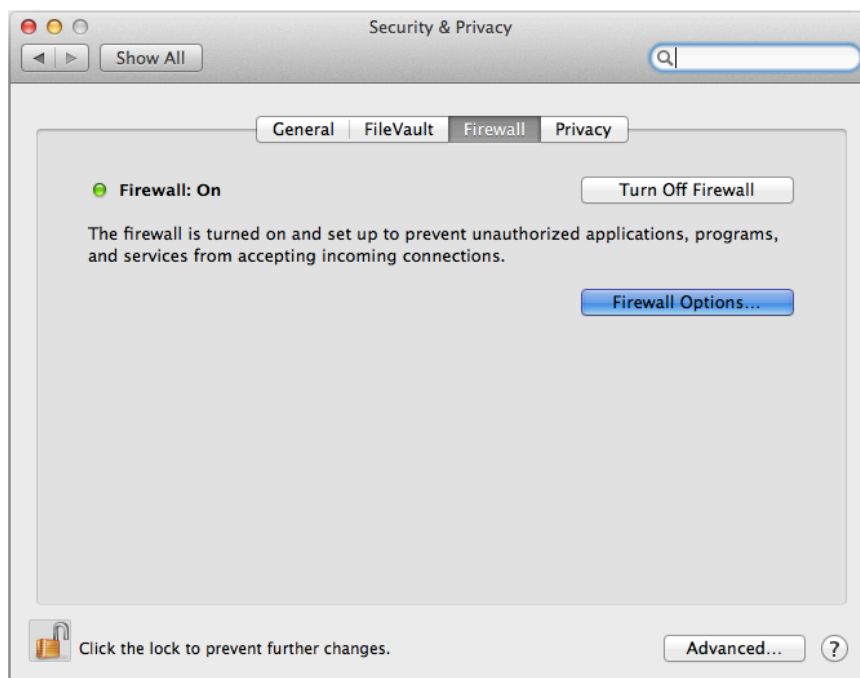 Security & Privacy
Show All
General FileVault Firewall Privacy
Firewall: On Turn Off Firewall
The firewall is turned on and set up to prevent unauthorized applications, programs,
and services from accepting incoming connections.
Firewall Options...
Click the lock to prevent further changes. Advanced... ?